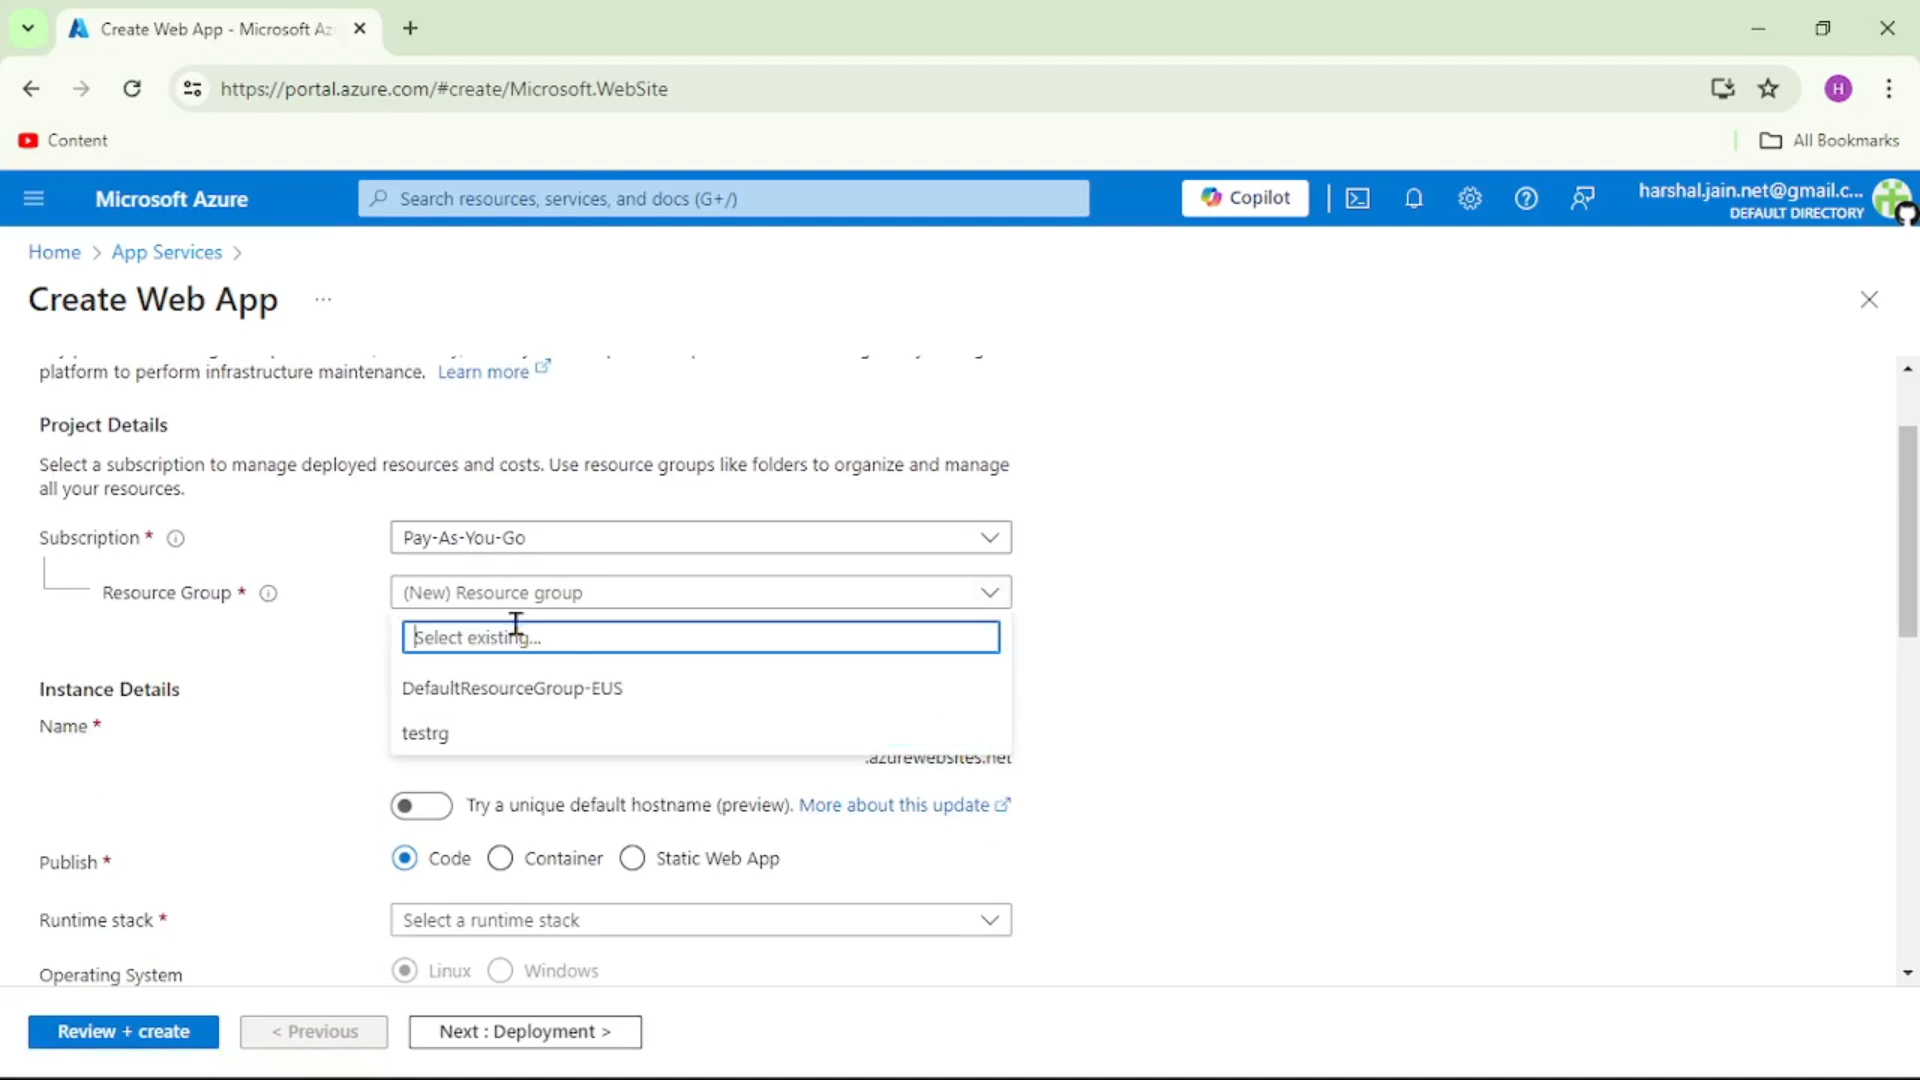 Create Web App - Microsoft Az
https://portal.azure.com/#create/Microsoft.WebSite
H
Content
All Bookmarks
Microsoft Azure
Search resources, services, and docs (G+/)
Copilot
harshal.jain.net@gmail.c...
DEFAULT DIRECTORY
Home > App Services >
Create Web App ...
platform to perform infrastructure maintenance. Learn more
Project Details
Select a subscription to manage deployed resources and costs. Use resource groups like folders to organize and manage
all your resources.
Subscription *
Pay-As-You-Go
Resource Group *
(New) Resource group
Select existing...
DefaultResourceGroup-EUS
testrg
Instance Details
Name *
.azurewebsites.net
Try a unique default hostname (preview). More about this update
Publish *
Code
Container
Static Web App
Runtime stack *
Select a runtime stack
Operating System
Linux
Windows
Review + create
< Previous
Next : Deployment >